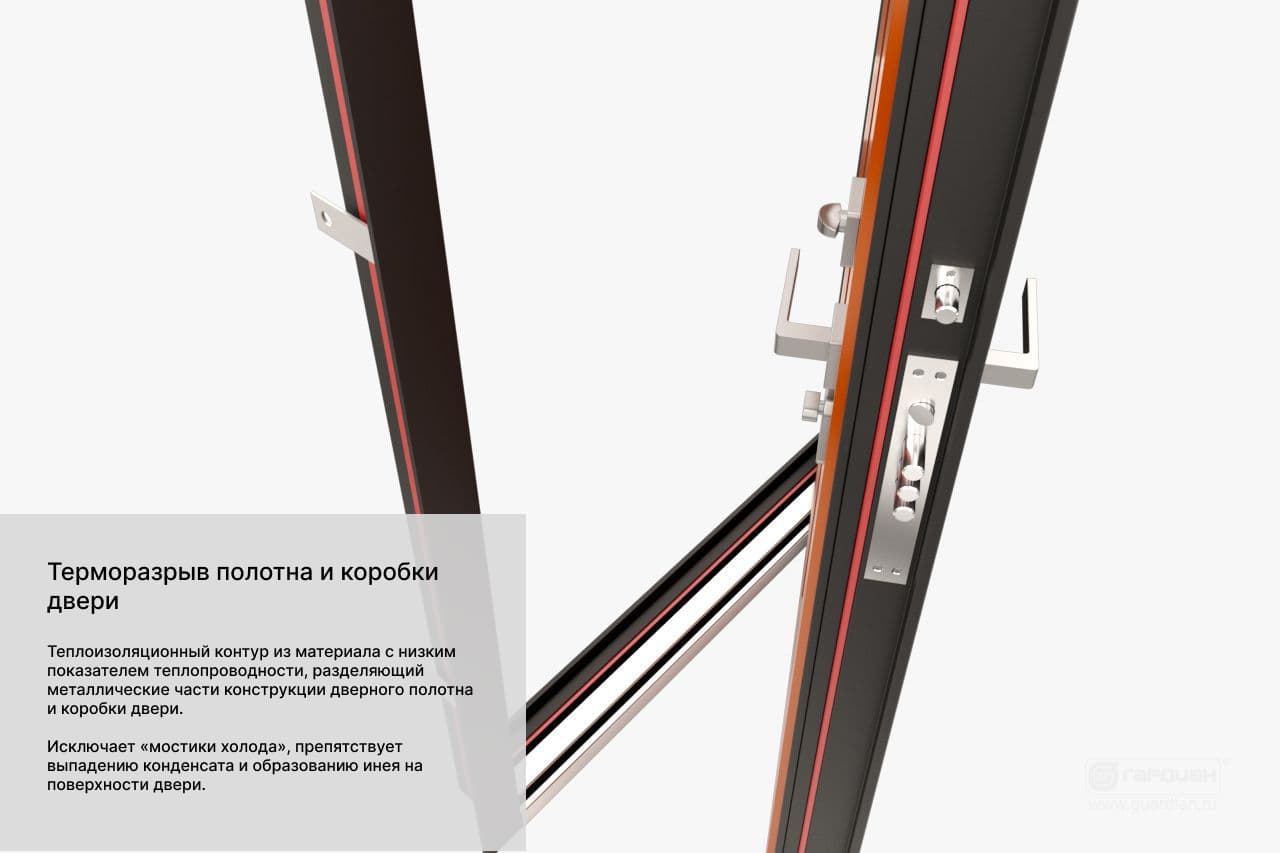 Терморазрыв полотна и коробки
двери
Теплоизоляционный контур из материала с низким
показателем теплопроводности, разделяющий
металлические части конструкции дверного полотна
и коробки двери.
Исключает «мостики холода», препятствует
выпадению конденсата и образованию инея на
поверхности двери.
гардиан
www.guardian.ru